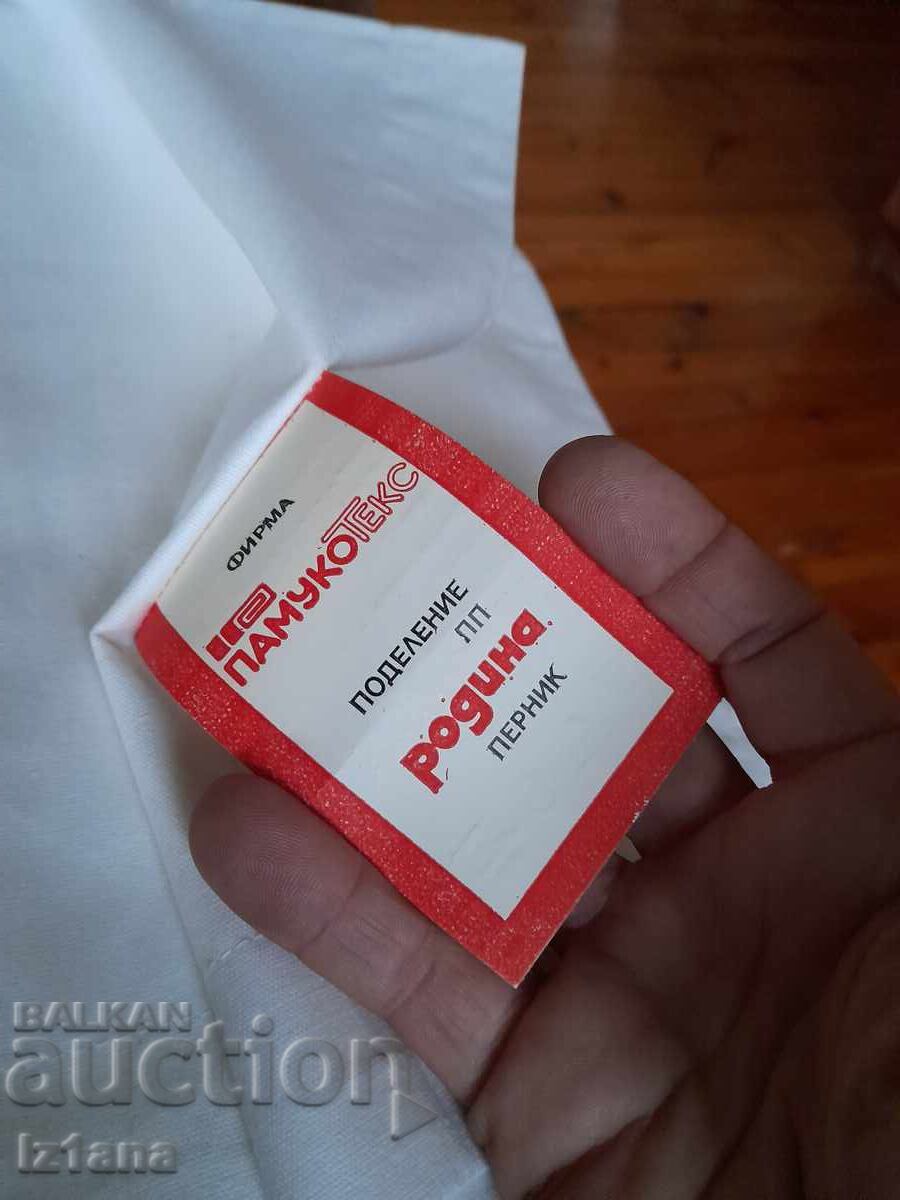 ФИРМА
ПАМУКОТЕКС
ПОДЕЛЕНИЕ
ПП
Родина
ПЕРНИК
BALKAN
auction
Iz1ana